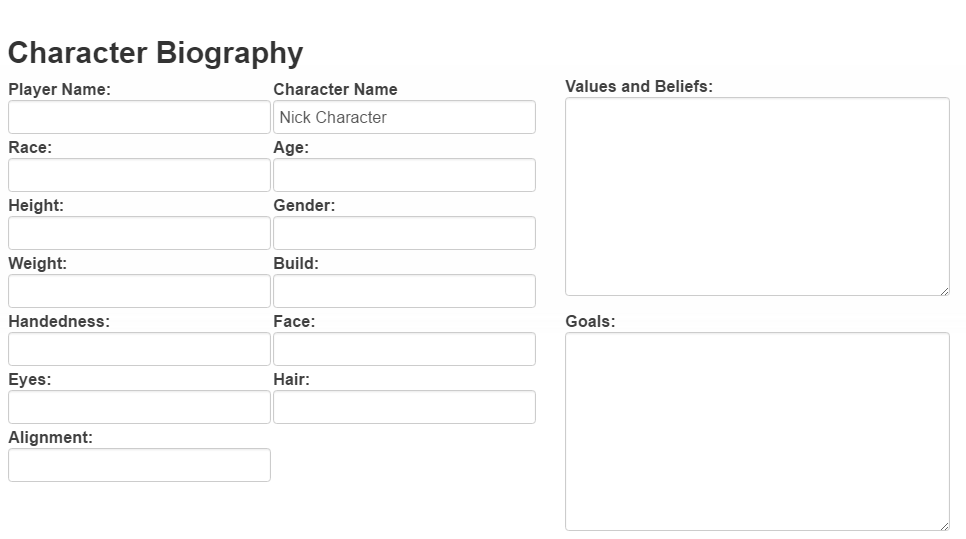 Character Biography
Player Name:
Character Name
Nick Character
Race:
Age:
Height:
Gender:
Weight:
Build:
Handedness:
Face:
Eyes:
Hair:
Alignment:
Values and Beliefs:
Goals: